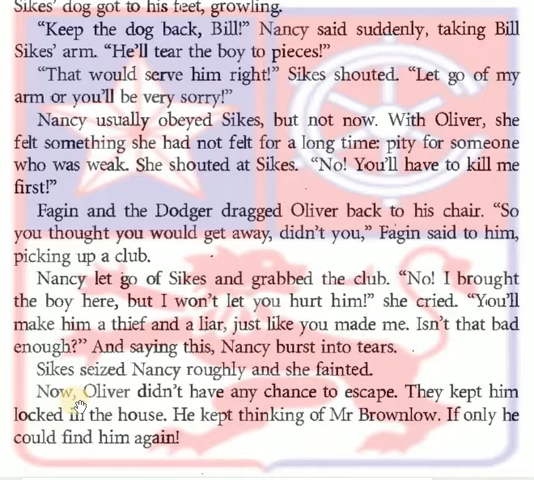 Sikes' dog got to his feet, growling.
“Keep the dog back, Bill!” Nancy said suddenly, taking Bill
Sikes' arm. “He'll tear the boy to pieces!”
“That would serve him right!” Sikes shouted. “Let go of my
arm or you'll be very sorry!”
Nancy usually obeyed Sikes, but not now. With Oliver, she
felt something she had not felt for a long time: pity for someone
who was weak. She shouted at Sikes. “No! You'll have to kill me
first!”
Fagin and the Dodger dragged Oliver back to his chair. “So
you thought you would get away, didn't you,” Fagin said to him,
picking up a club.
Nancy let go of Sikes and grabbed the club. “No! I brought
the boy here, but I won't let you hurt him!” she cried. “You'll
make him a thief and a liar, just like you made me. Isn't that bad
enough?” And saying this, Nancy burst into tears.
Sikes seized Nancy roughly and she fainted.
Now, Oliver didn't have any chance to escape. They kept him
locked in the house. He kept thinking of Mr Brownlow. If only he
could find him again!